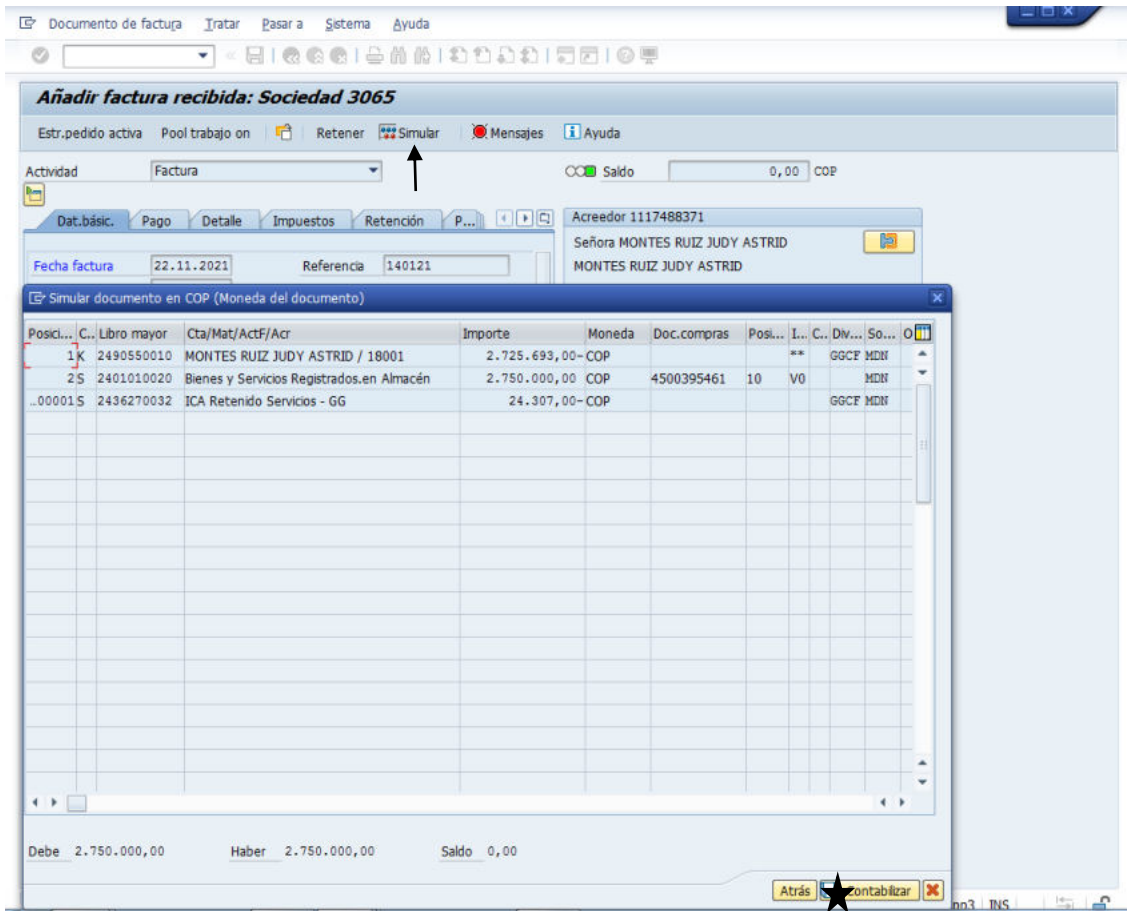 Documento de factura Tratar Pasar a Sistema Ayuda
Añadir factura recibida: Sociedad 3065
Estr.pedido activa Pool trabajo on Retener Simular Mensajes Ayuda
Actividad Factura Saldo 0,00 COP
Dat.básic. Pago Detalle Impuestos Retención P... Acreedor 1117488371
Señora MONTES RUIZ JUDY ASTRID
Fecha factura 22.11.2021 Referencia 140121 MONTES RUIZ JUDY ASTRID
Simular documento en COP (Moneda del documento)
Posici... C.. Libro mayor Cta/Mat/ActF/Acr Importe Moneda Doc.compras Posi... I... C.. Div... So... O
1 K 2490550010 MONTES RUIZ JUDY ASTRID / 18001 2.725.693,00- COP ** GGCF MDN
2 S 2401010020 Bienes y Servicios Registrados.en Almacén 2.750.000,00 COP 4500395461 10 V0 MDN
...00001 S 2436270032 ICA Retenido Servicios - GG 24.307,00- COP GGCF MDN
Debe 2.750.000,00 Haber 2.750.000,00 Saldo 0,00
Atrás Contabilizar
INS